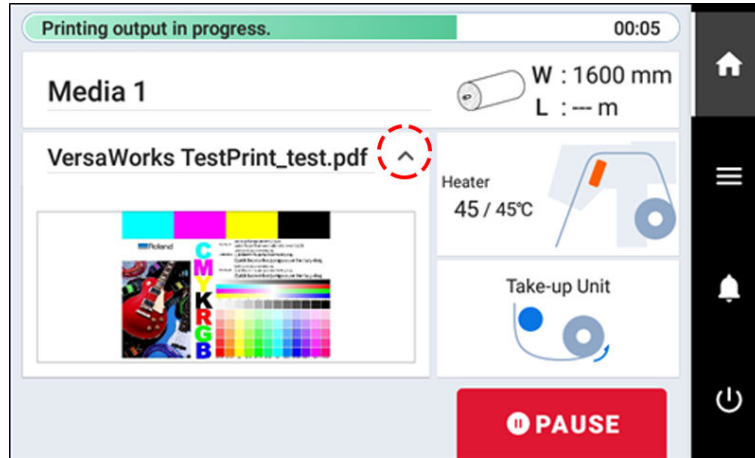 Printing output in progress.
00:05
Media 1
W : 1600 mm
L : --- m
VersaWorks TestPrint_test.pdf
Heater
45 / 45℃
Roland
C
M
Y
K
R
G
B
Take-up Unit
PAUSE